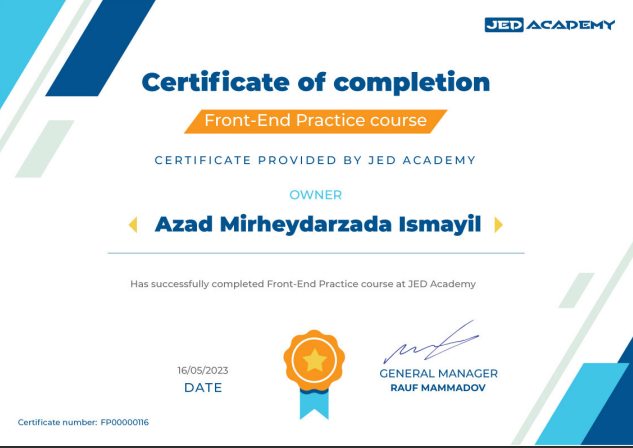 JED ACADEMY
Certificate of completion
Front-End Practice course
CERTIFICATE PROVIDED BY JED ACADEMY
OWNER
Azad Mirheydarzada Ismayil
Has successfully completed Front-End Practice course at JED Academy
16/05/2023
DATE
GENERAL MANAGER
RAUF MAMMADOV
Certificate number: FP00000116